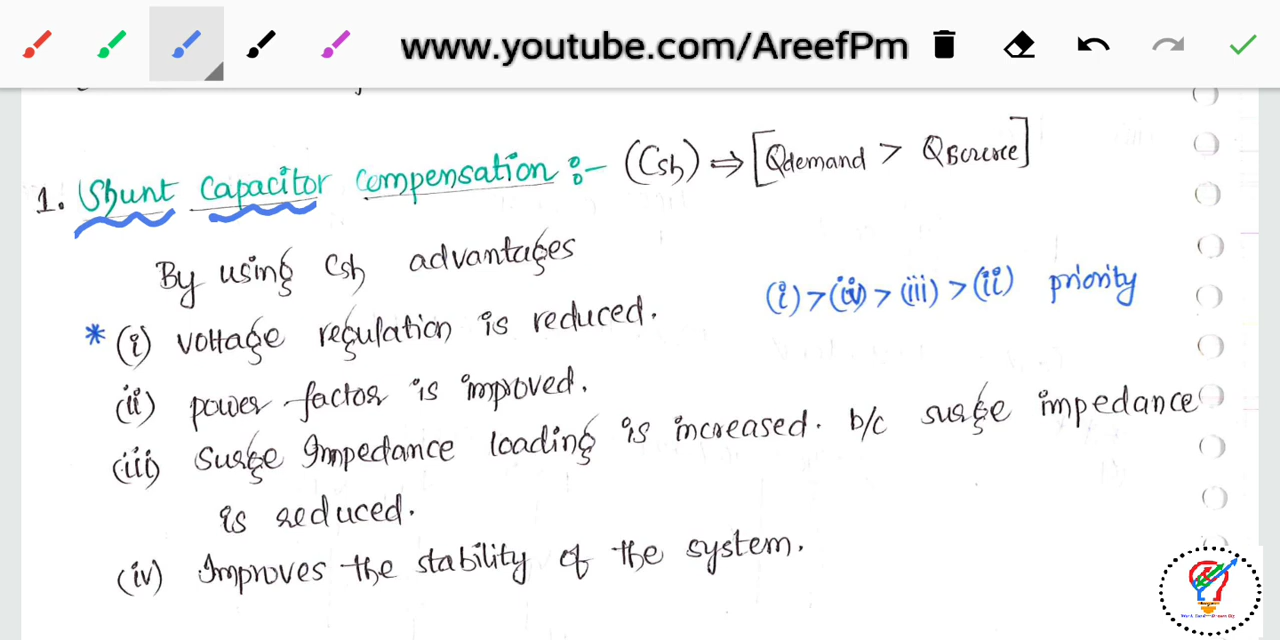 www.youtube.com/AreefPm
1. Shunt Capacitor Compensation :- (Csh) ⇒ [Qdemand > Qsource]
By using Csh advantages
(i) > (iv) > (iii) > (ii) priority
* (i) voltage regulation is reduced.
(ii) power factor is improved.
(iii) Surge Impedance loading is increased. b/c surge impedance
is reduced.
(iv) Improves the stability of the system.